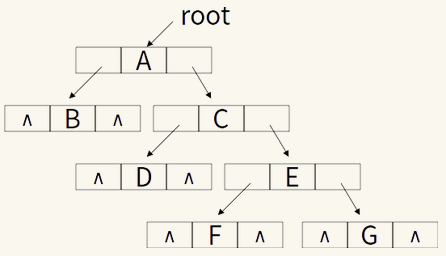 root
A
∧ B ∧ C
∧ D ∧ E
∧ F ∧ ∧ G ∧